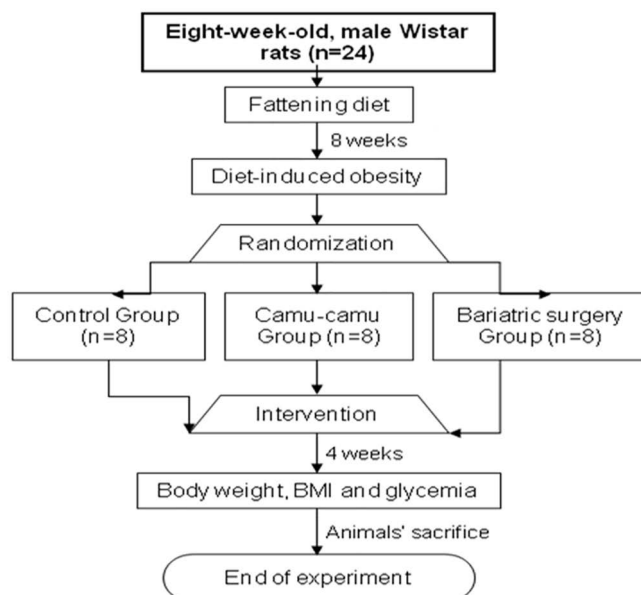 Eight-week-old, male Wistar
rats (n=24)
Fattening diet
8 weeks
Diet-induced obesity
Randomization
Control Group
(n=8)
Camu-camu
Group (n=8)
Bariatric surgery
Group (n=8)
Intervention
4 weeks
Body weight, BMI and glycemia
Animals' sacrifice
End of experiment